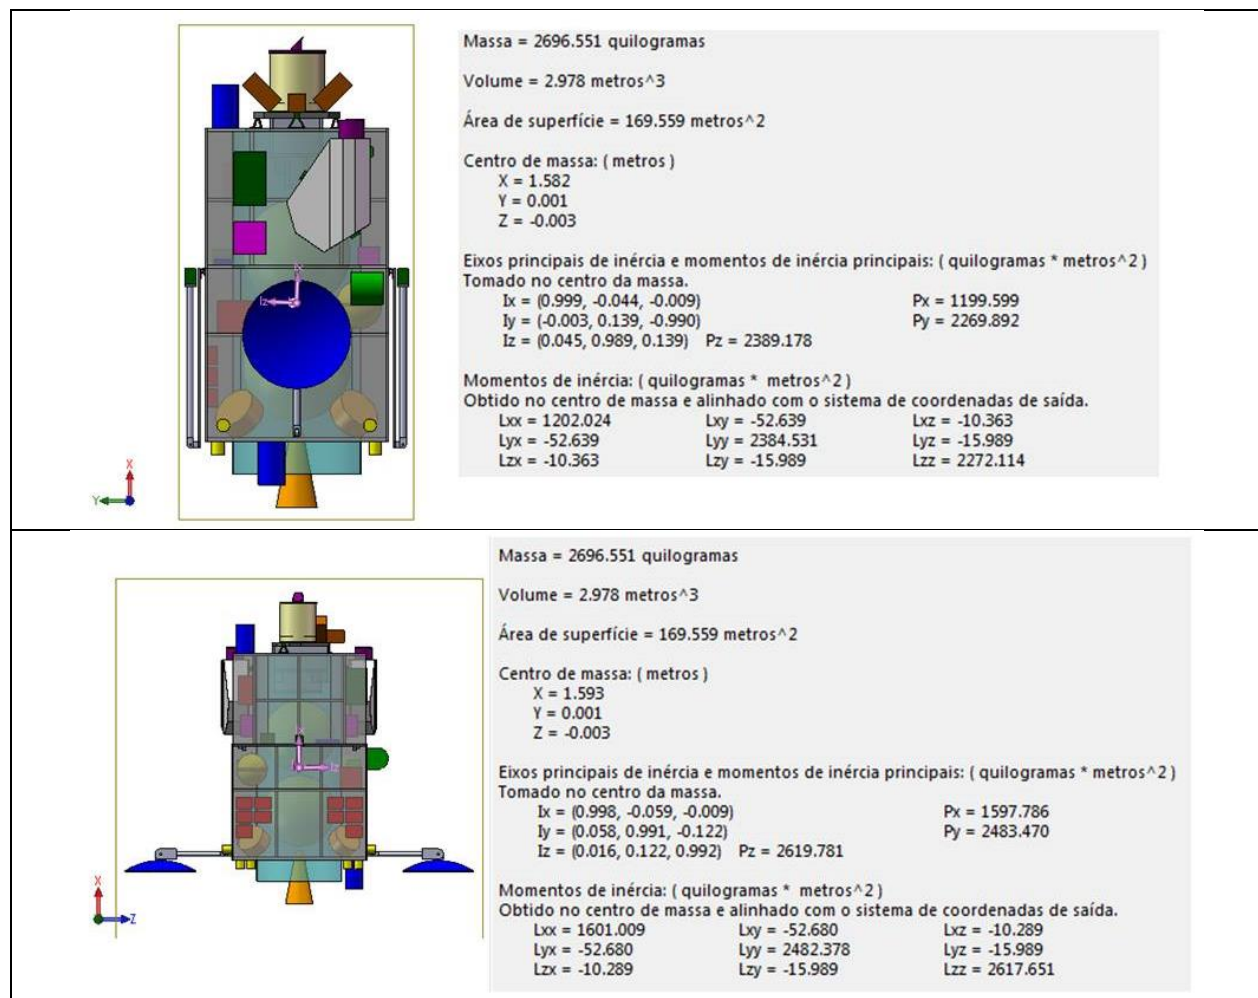 Massa = 2696.551 quilogramas
Volume = 2.978 metros^3
Área de superfície = 169.559 metros^2
Centro de massa: ( metros )
X = 1.582
Y = 0.001
Z = -0.003
Eixos principais de inércia e momentos de inércia principais: ( quilogramas * metros^2 )
Tomado no centro da massa.
Ix = (0.999, -0.044, -0.009) Px = 1199.599
Iy = (-0.003, 0.139, -0.990) Py = 2269.892
Iz = (0.045, 0.989, 0.139) Pz = 2389.178
Momentos de inércia: ( quilogramas * metros^2 )
Obtido no centro de massa e alinhado com o sistema de coordenadas de saída.
Lxx = 1202.024 Lxy = -52.639 Lxz = -10.363
Lyx = -52.639 Lyy = 2384.531 Lyz = -15.989
Lzx = -10.363 Lzy = -15.989 Lzz = 2272.114
X
Y
Massa = 2696.551 quilogramas
Volume = 2.978 metros^3
Área de superfície = 169.559 metros^2
Centro de massa: ( metros )
X = 1.593
Y = 0.001
Z = -0.003
Eixos principais de inércia e momentos de inércia principais: ( quilogramas * metros^2 )
Tomado no centro da massa.
Ix = (0.998, -0.059, -0.009) Px = 1597.786
Iy = (0.058, 0.991, -0.122) Py = 2483.470
Iz = (0.016, 0.122, 0.992) Pz = 2619.781
Momentos de inércia: ( quilogramas * metros^2 )
Obtido no centro de massa e alinhado com o sistema de coordenadas de saída.
Lxx = 1601.009 Lxy = -52.680 Lxz = -10.289
Lyx = -52.680 Lyy = 2482.378 Lyz = -15.989
Lzx = -10.289 Lzy = -15.989 Lzz = 2617.651
X
Z